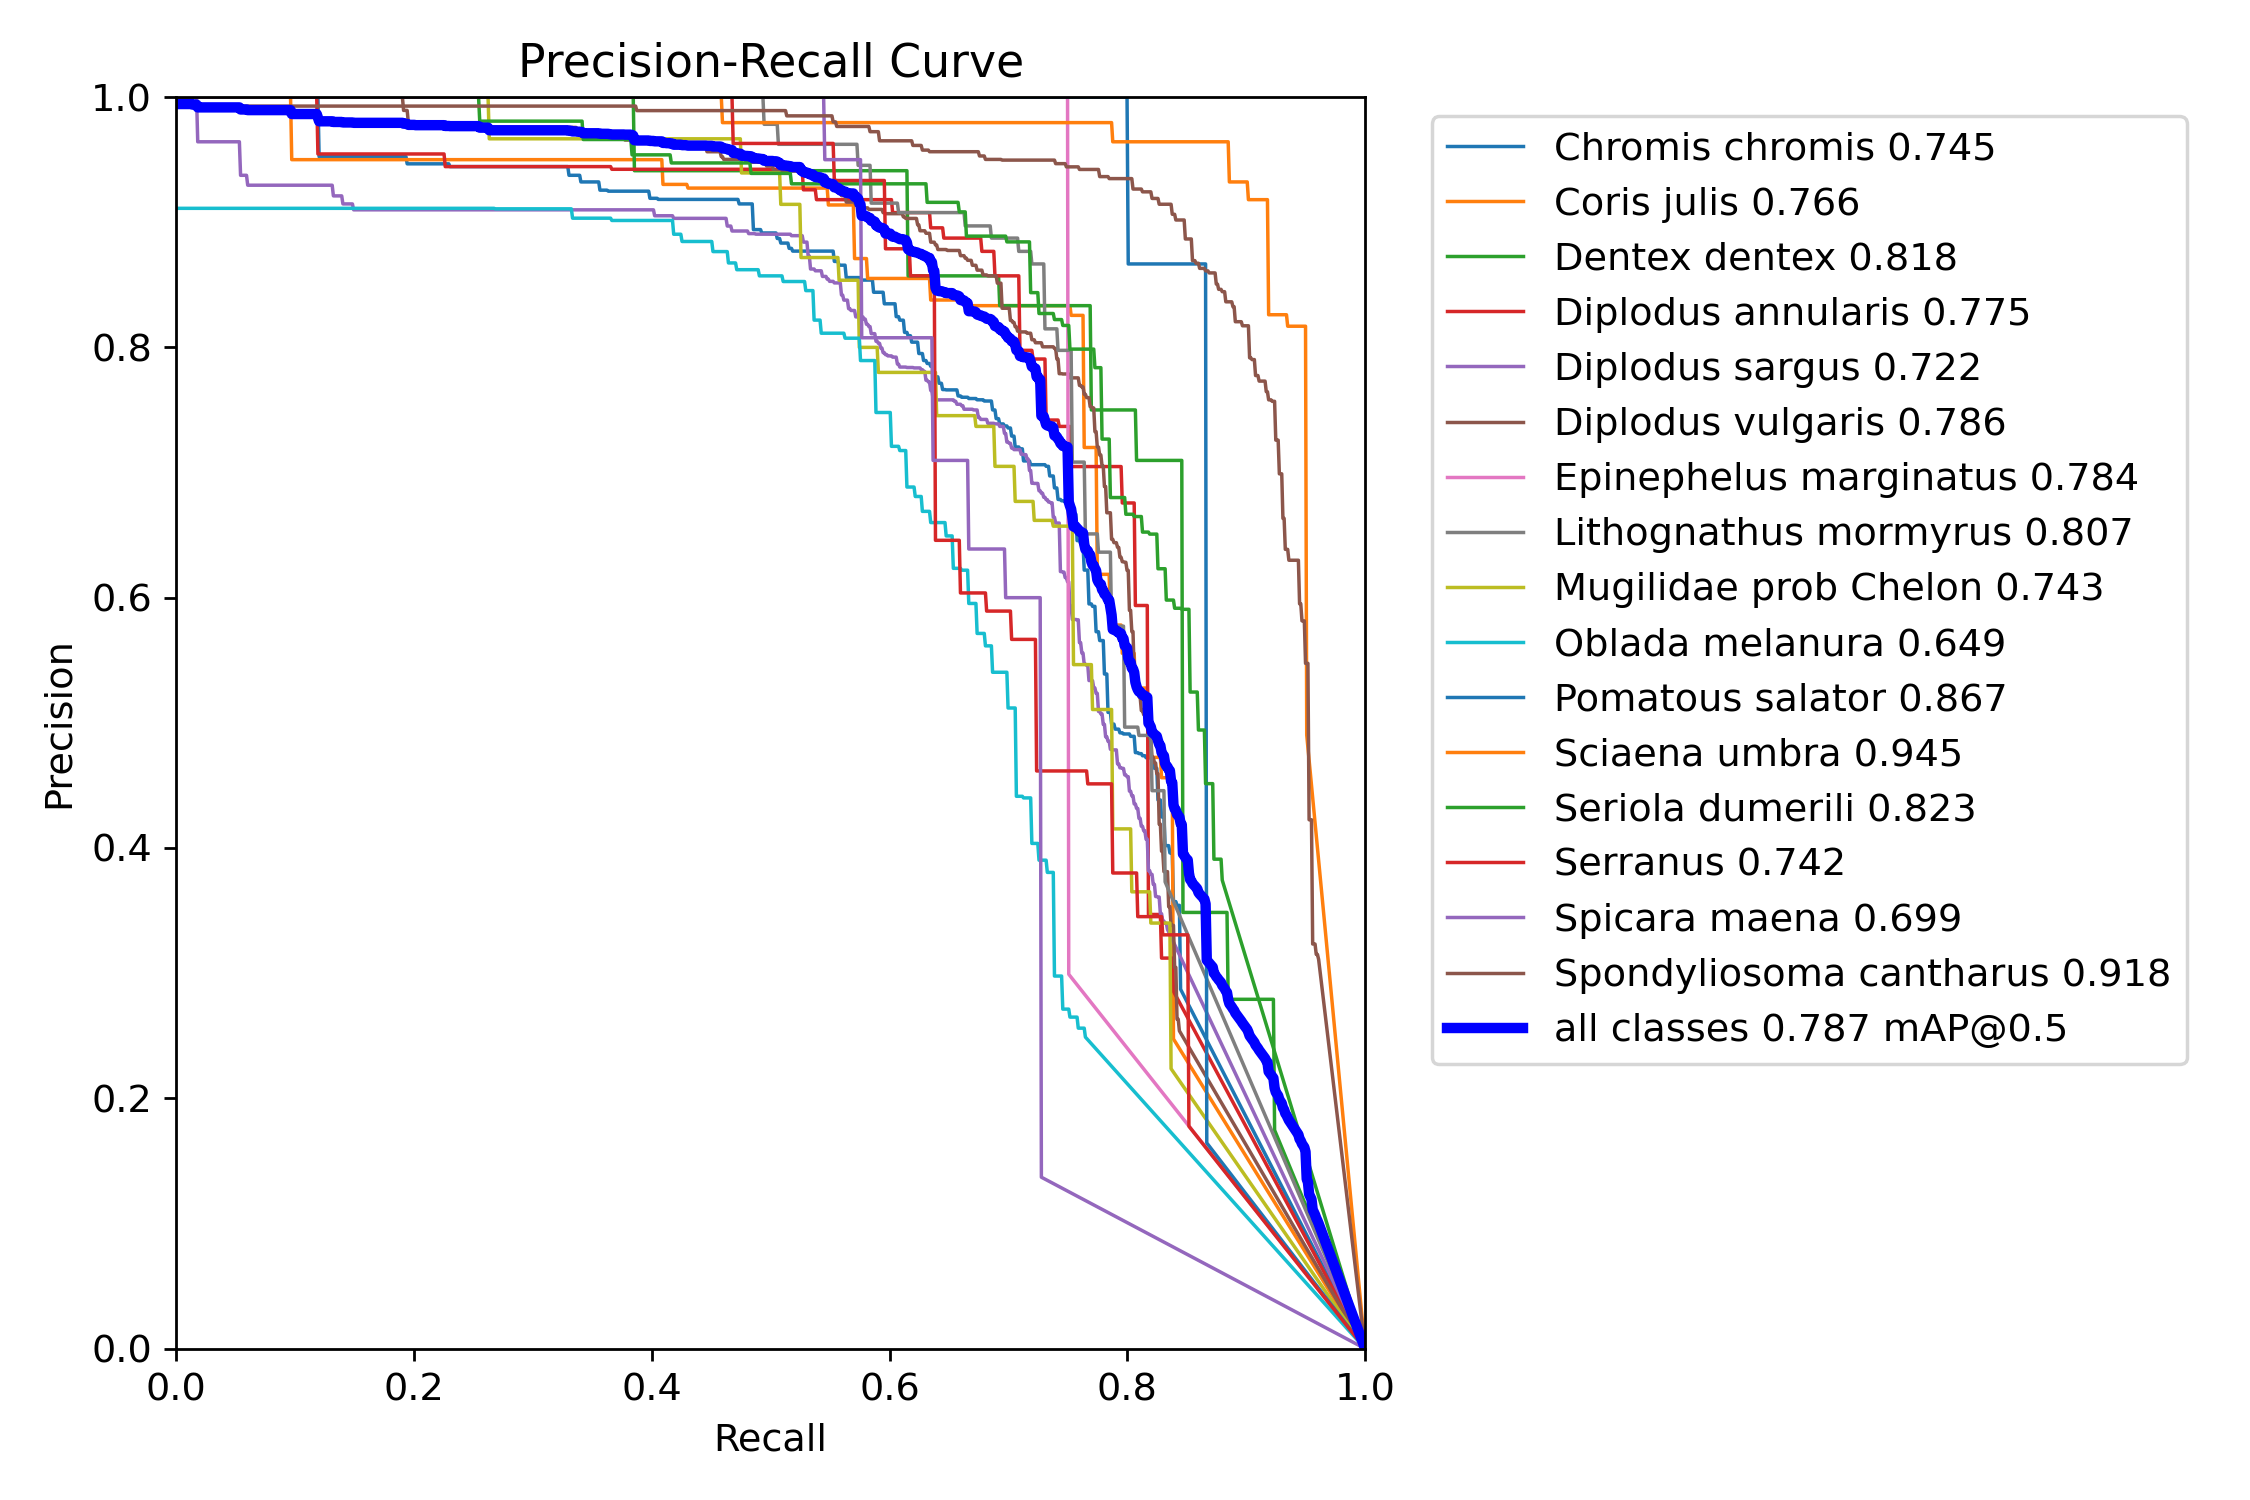 Precision-Recall Curve
1.0
0.8
0.6
0.4
0.2
0.0
Precision
0.0 0.2 0.4 0.6 0.8 1.0
Recall
Chromis chromis 0.745
Coris julis 0.766
Dentex dentex 0.818
Diplodus annularis 0.775
Diplodus sargus 0.722
Diplodus vulgaris 0.786
Epinephelus marginatus 0.784
Lithognathus mormyrus 0.807
Mugilidae prob Chelon 0.743
Oblada melanura 0.649
Pomatous salator 0.867
Sciaena umbra 0.945
Seriola dumerili 0.823
Serranus 0.742
Spicara maena 0.699
Spondyliosoma cantharus 0.918
all classes 0.787 mAP@0.5